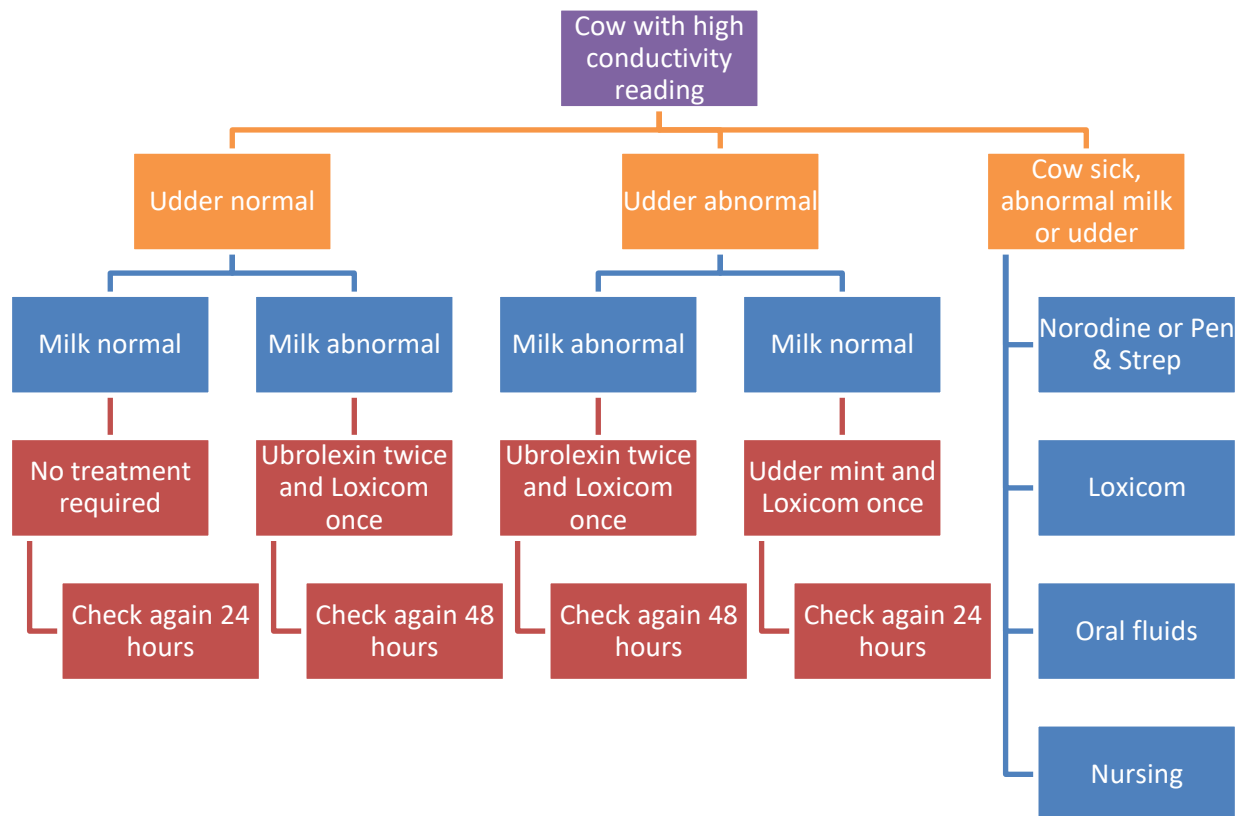 Cow with high
conductivity
reading
Udder normal
Udder abnormal
Cow sick,
abnormal milk
or udder
Milk normal
Milk abnormal
Milk abnormal
Milk normal
Norodine or Pen
& Strep
No treatment
required
Ubrolexin twice
and Loxicom
once
Ubrolexin twice
and Loxicom
once
Udder mint and
Loxicom once
Loxicom
Check again 24
hours
Check again 48
hours
Check again 48
hours
Check again 24
hours
Oral fluids
Nursing